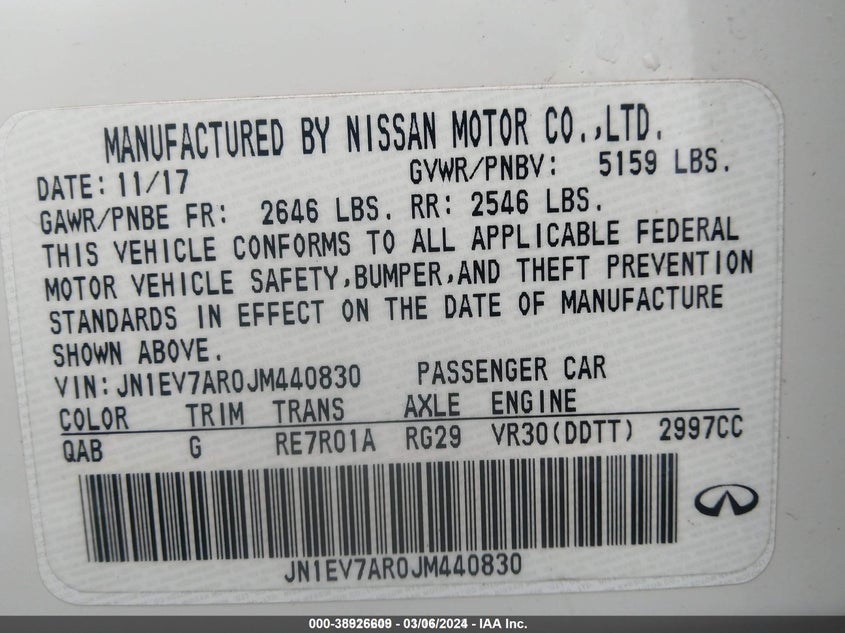 MANUFACTURED BY NISSAN MOTOR CO.,LTD.
DATE: 11/17 GVWR/PNBV: 5159 LBS.
GAWR/PNBE FR: 2646 LBS. RR: 2546 LBS.
THIS VEHICLE CONFORMS TO ALL APPLICABLE FEDERAL
MOTOR VEHICLE SAFETY,BUMPER,AND THEFT PREVENTION
STANDARDS IN EFFECT ON THE DATE OF MANUFACTURE
SHOWN ABOVE.
VIN: JN1EV7AR0JM440830 PASSENGER CAR
COLOR TRIM TRANS AXLE ENGINE
QAB G RE7R01A RG29 VR30(DDTT) 2997CC
JN1EV7AR0JM440830
000-38926609 - 03/06/2024 - IAA Inc.